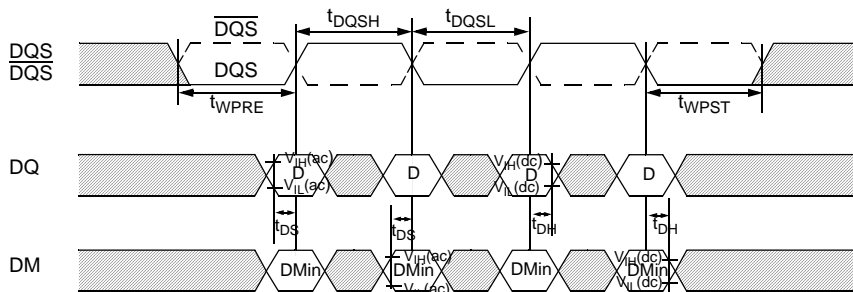 tDQSH tDQSL
DQS
DQS
DQS
DQS
tWPRE tWPST
DQ
VIH(ac) VIH(dc)
D D D D
VIL(ac) VIL(dc)
tDS tDS tDH tDH
DM
VIH(ac) VIH(dc)
DMin DMin DMin DMin
(ac) VIL(dc)